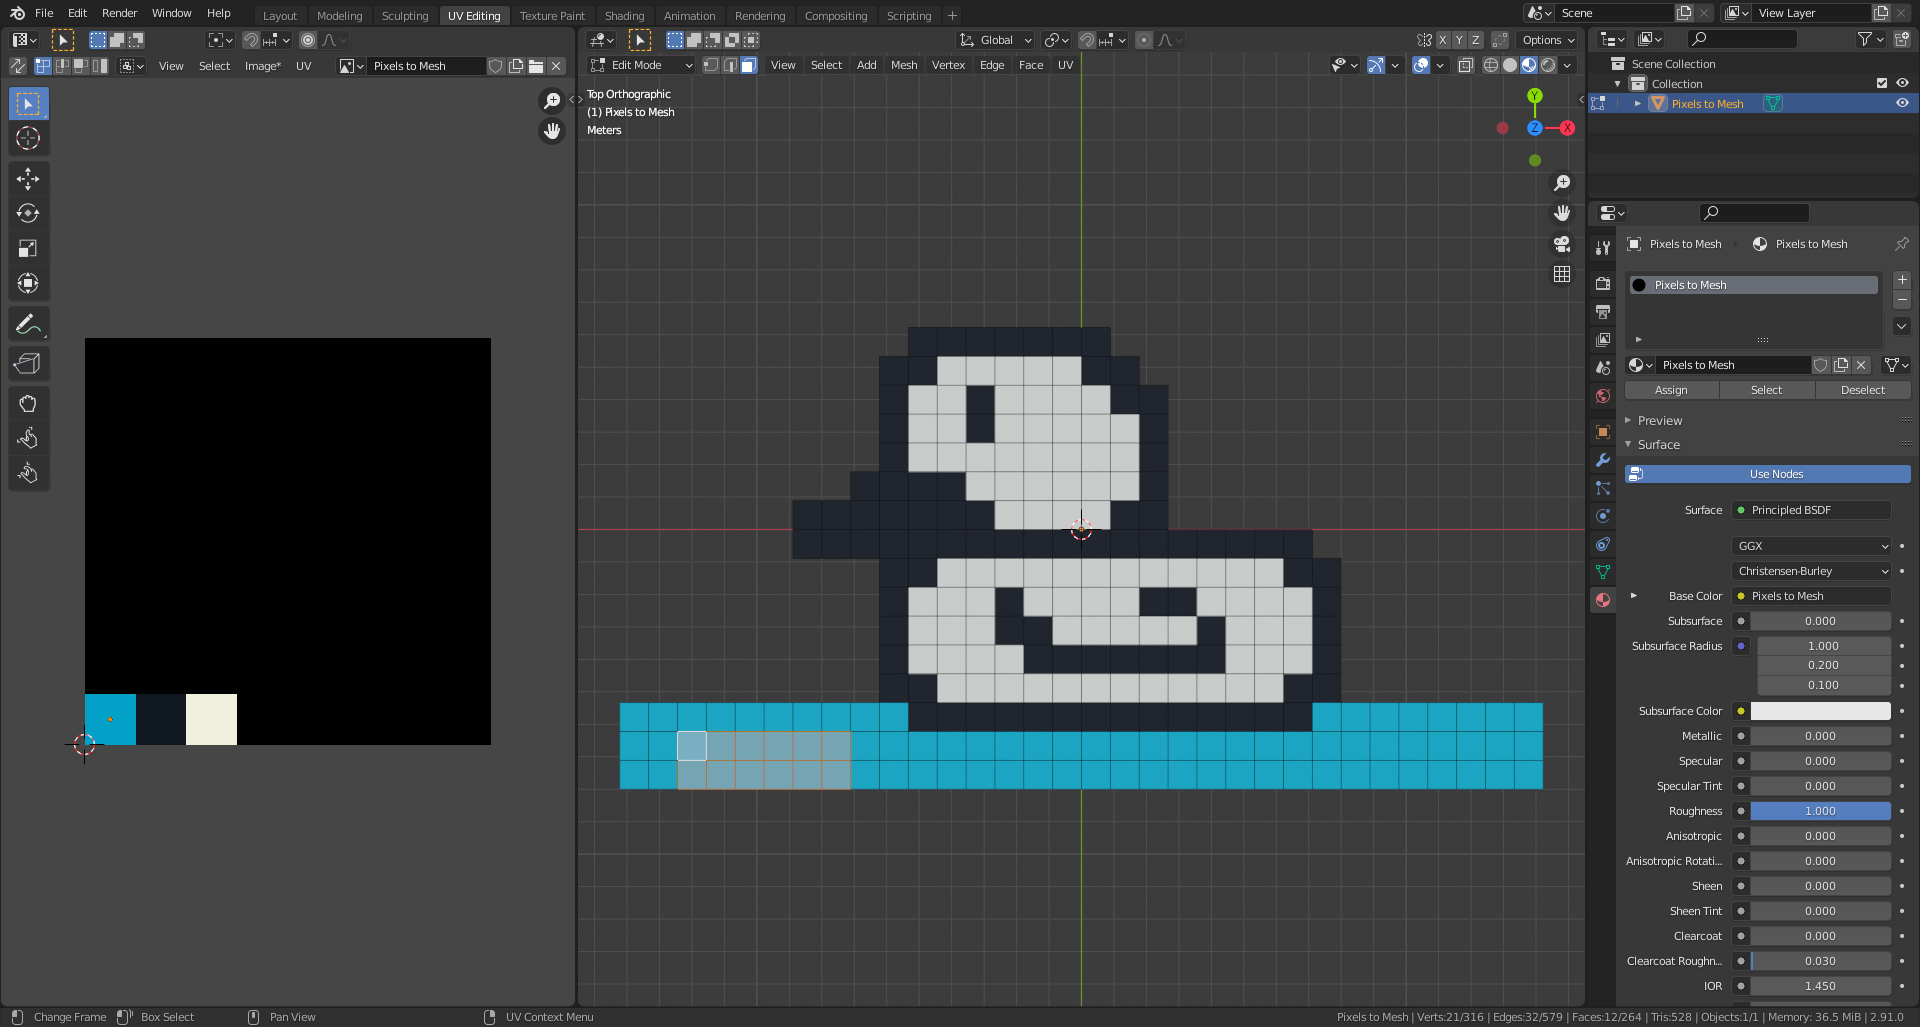 File Edit Render Window Help Layout Modeling Sculpting UV Editing Texture Paint Shading Animation Rendering Compositing Scripting + Scene View Layer
Global X Y Z Options
View Select Image* UV Pixels to Mesh Edit Mode View Select Add Mesh Vertex Edge Face UV
Scene Collection
Collection
Pixels to Mesh
Top Orthographic
(1) Pixels to Mesh
Meters
Y
Z X
Pixels to Mesh Pixels to Mesh
Pixels to Mesh
Pixels to Mesh
Assign Select Deselect
Preview
Surface
Use Nodes
Surface Principled BSDF
GGX
Christensen-Burley
Base Color Pixels to Mesh
Subsurface 0.000
Subsurface Radius 1.000
0.200
0.100
Subsurface Color
Metallic 0.000
Specular 0.000
Specular Tint 0.000
Roughness 1.000
Anisotropic 0.000
Anisotropic Rotati... 0.000
Sheen 0.000
Sheen Tint 0.000
Clearcoat 0.000
Clearcoat Roughn... 0.030
IOR 1.450
Change Frame Box Select Pan View UV Context Menu Pixels to Mesh | Verts:21/316 | Edges:32/579 | Faces:12/264 | Tris:528 | Objects:1/1 | Memory: 36.5 MiB | 2.91.0